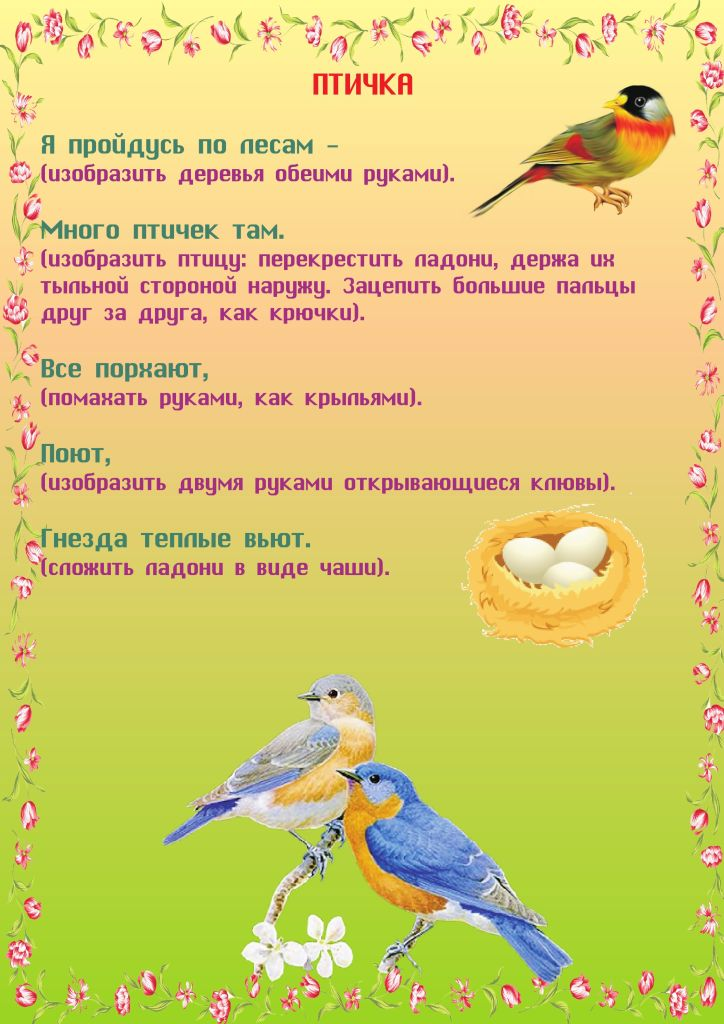 ПТИЧКА
Я пройдусь по лесам -
(изобразить деревья обеими руками).
Много птичек там.
(изобразить птицу: перекрестить ладони, держа их
тыльной стороной наружу. Зацепить большие пальцы
друг за друга, как крючки).
Все порхают,
(помахать руками, как крыльями).
Поют,
(изобразить двумя руками открывающиеся клювы).
Гнезда теплые вьют.
(сложить ладони в виде чаши).